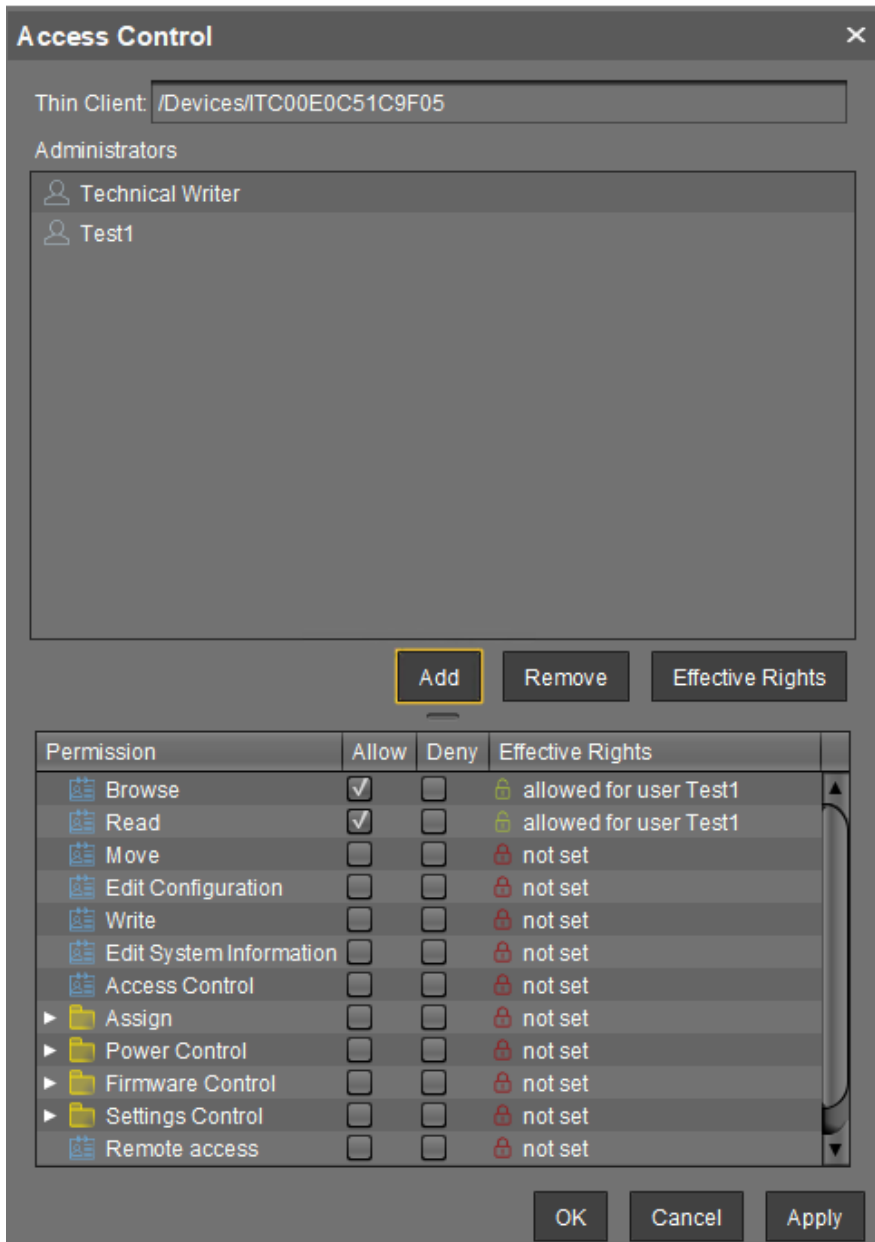 Access Control
Thin Client: /Devices/ITC00E0C51C9F05
Administrators
Technical Writer
Test1
Add Remove Effective Rights
Permission Allow Deny Effective Rights
Browse allowed for user Test1
Read allowed for user Test1
Move not set
Edit Configuration not set
Write not set
Edit System Information not set
Access Control not set
Assign not set
Power Control not set
Firmware Control not set
Settings Control not set
Remote access not set
OK Cancel Apply